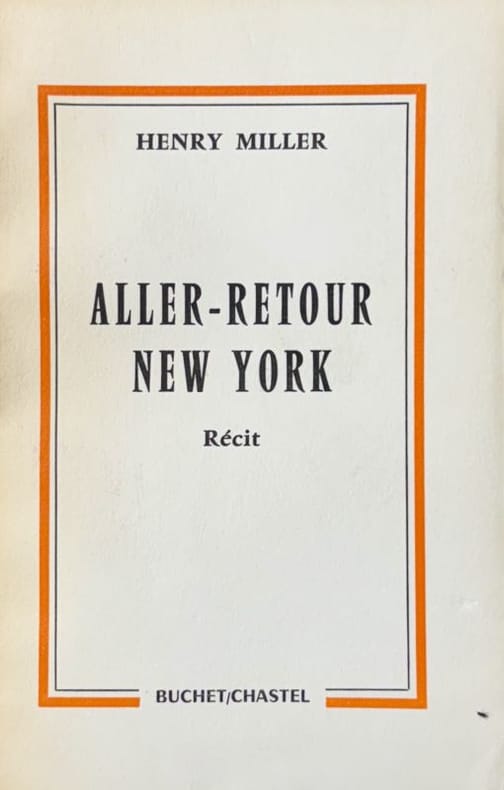 HENRY MILLER
ALLER-RETOUR
NEW YORK
Récit
BUCHET/CHASTEL